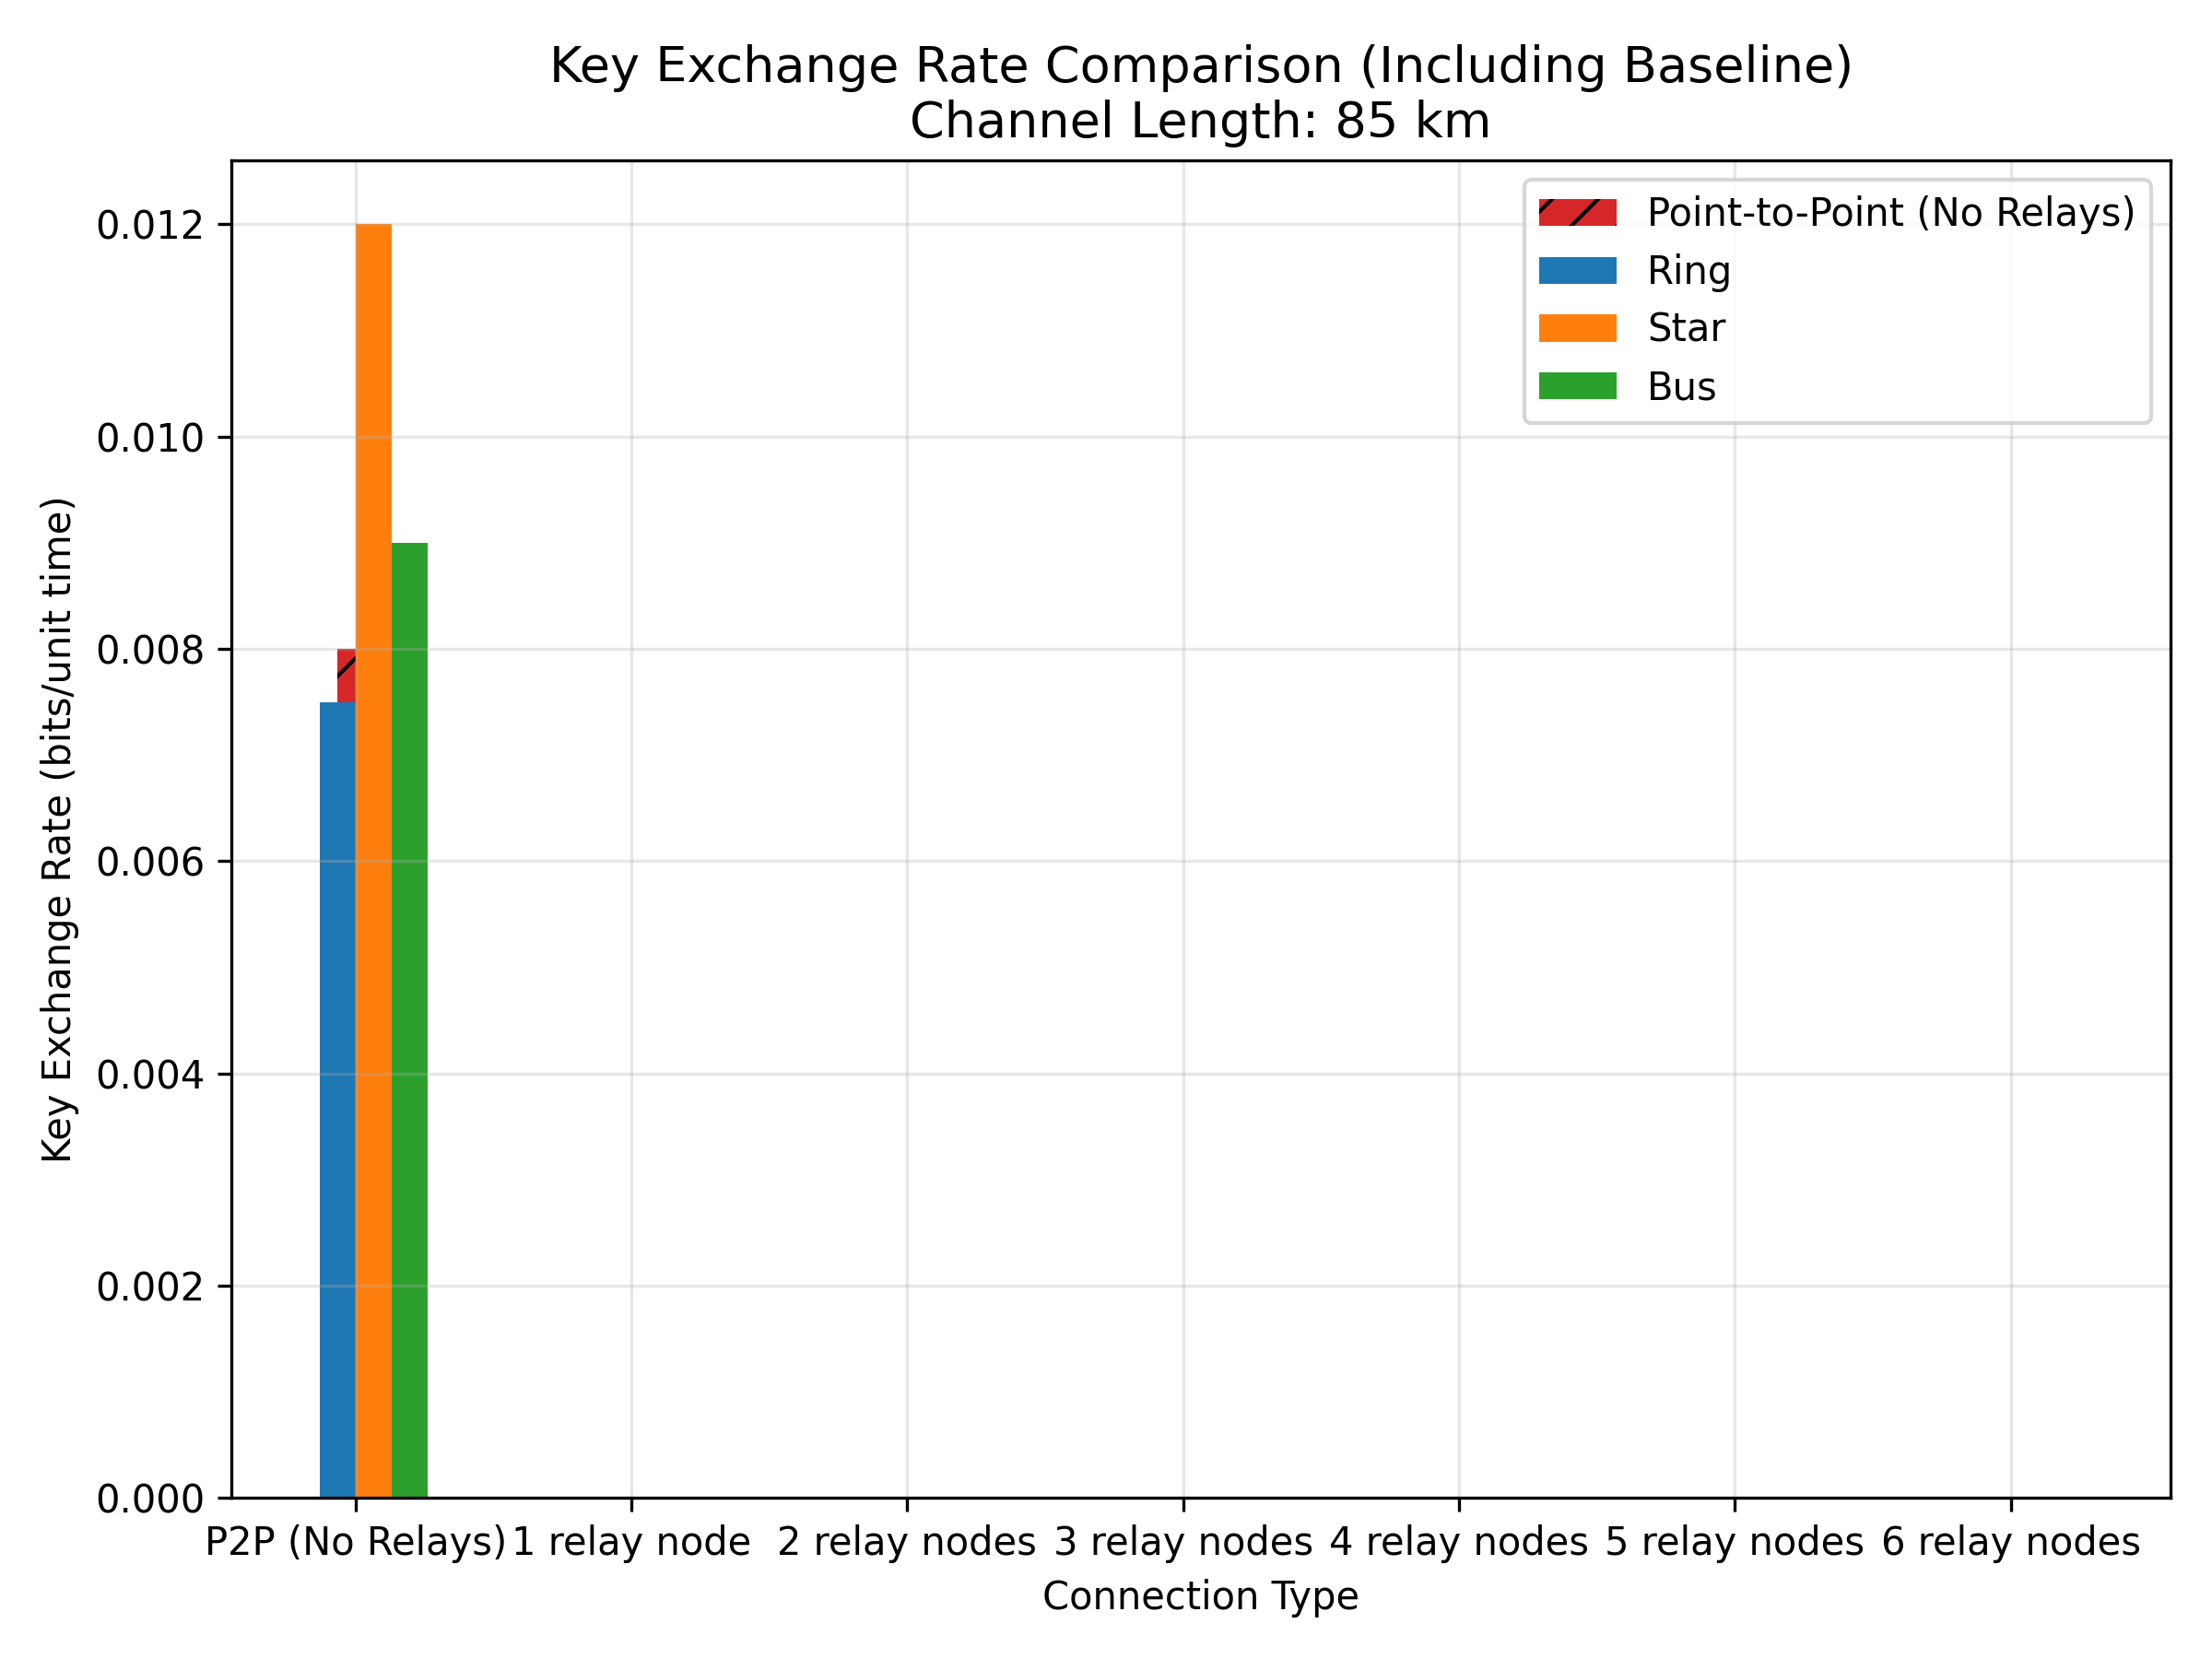 Key Exchange Rate Comparison (Including Baseline)
Channel Length: 85 km
Point-to-Point (No Relays)
Ring
Star
Bus
Key Exchange Rate (bits/unit time)
0.012
0.010
0.008
0.006
0.004
0.002
0.000
P2P (No Relays) 1 relay node 2 relay nodes 3 relay nodes 4 relay nodes 5 relay nodes 6 relay nodes
Connection Type